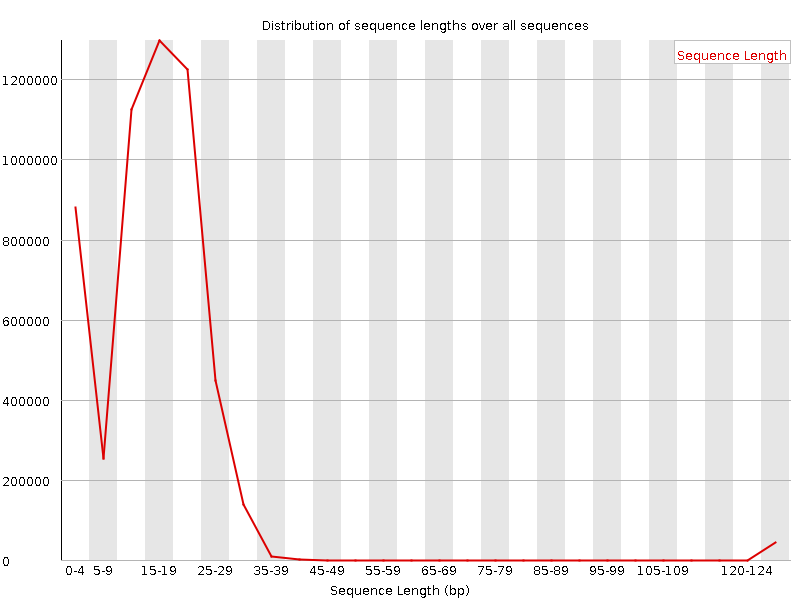 Distribution of sequence lengths over all sequences
Sequence Length
1200000
1000000
800000
600000
400000
200000
0
0-4 5-9 15-19 25-29 35-39 45-49 55-59 65-69 75-79 85-89 95-99 105-109 120-124
Sequence Length (bp)